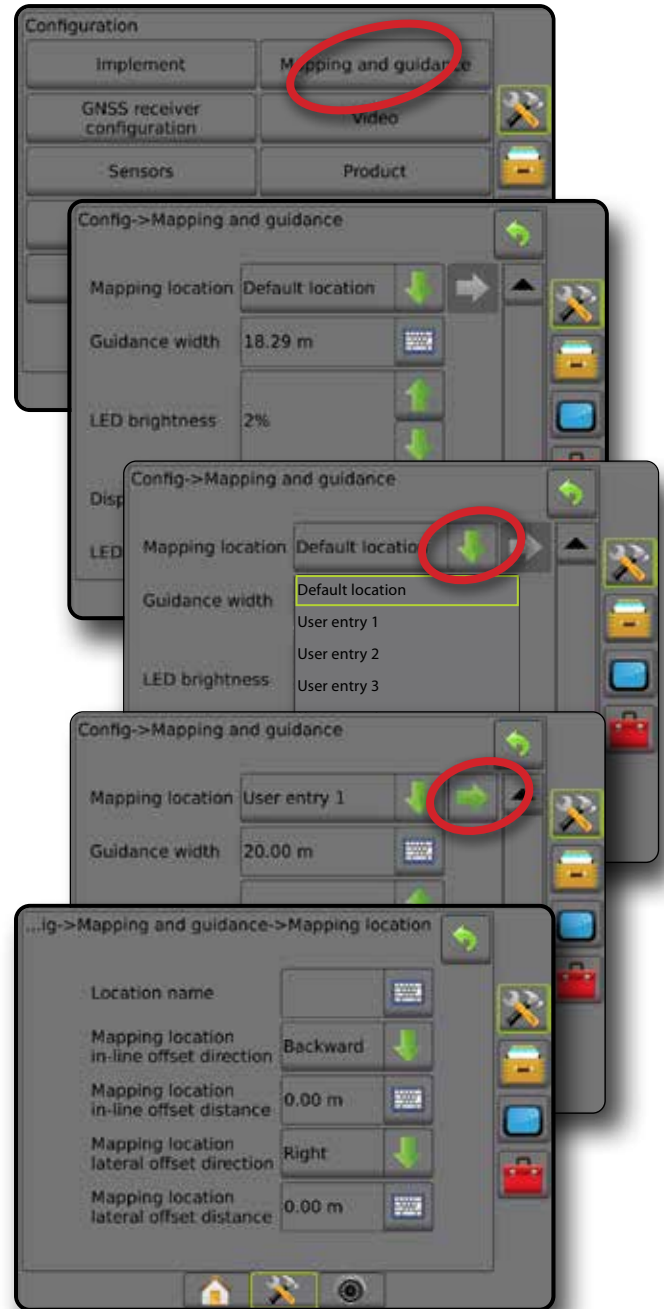 Configuration
Implement
Mapping and guidance
GNSS receiver
configuration
Video
Sensors
Product
Config->Mapping and guidance
Mapping location
Default location
Guidance width
18.29 m
LED brightness
2%
Disp
LED
Config->Mapping and guidance
Mapping location
Default location
Guidance width
Default location
User entry 1
User entry 2
LED brightness
User entry 3
Config->Mapping and guidance
Mapping location
User entry 1
Guidance width
20.00 m
...ig->Mapping and guidance->Mapping location
Location name
Mapping location
in-line offset direction
Backward
Mapping location
in-line offset distance
0.00 m
Mapping location
lateral offset direction
Right
Mapping location
lateral offset distance
0.00 m